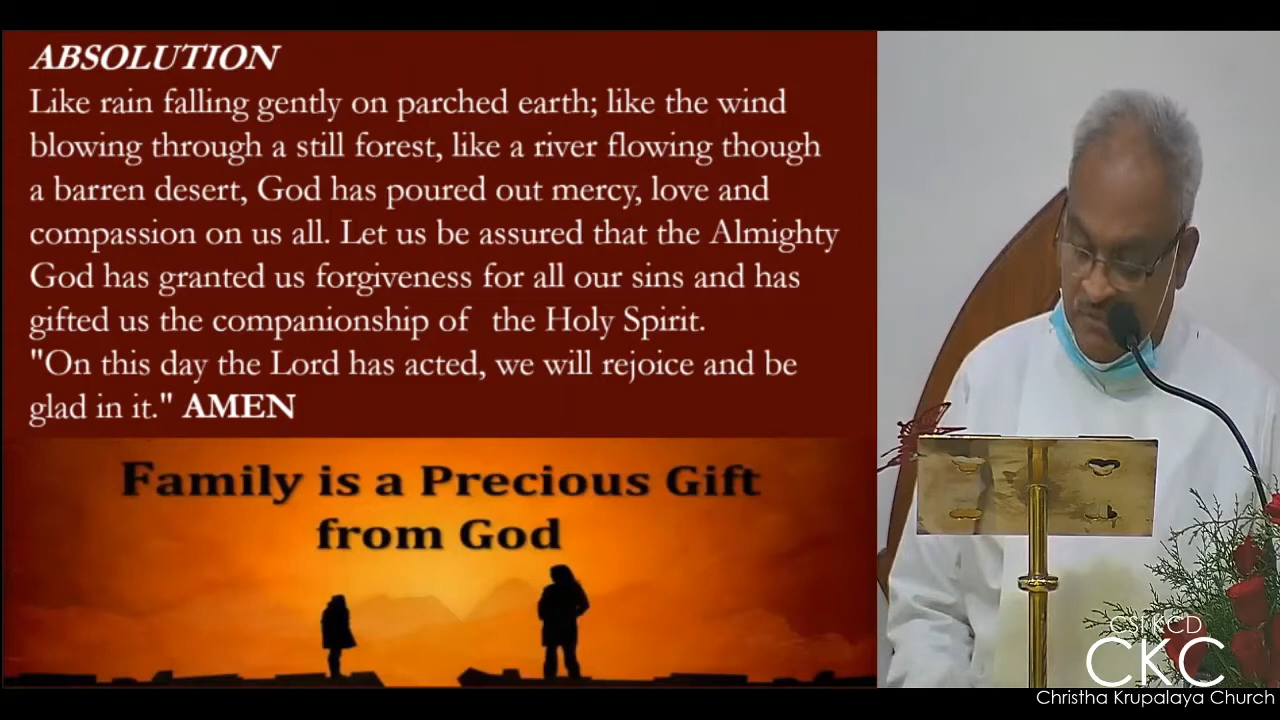 ABSOLUTION
Like rain falling gently on parched earth; like the wind
blowing through a still forest, like a river flowing though
a barren desert, God has poured out mercy, love and
compassion on us all. Let us be assured that the Almighty
God has granted us forgiveness for all our sins and has
gifted us the companionship of the Holy Spirit.
"On this day the Lord has acted, we will rejoice and be
glad in it." AMEN
Family is a Precious Gift
from God
CSI KCD
CKC
Christha Krupalaya Church